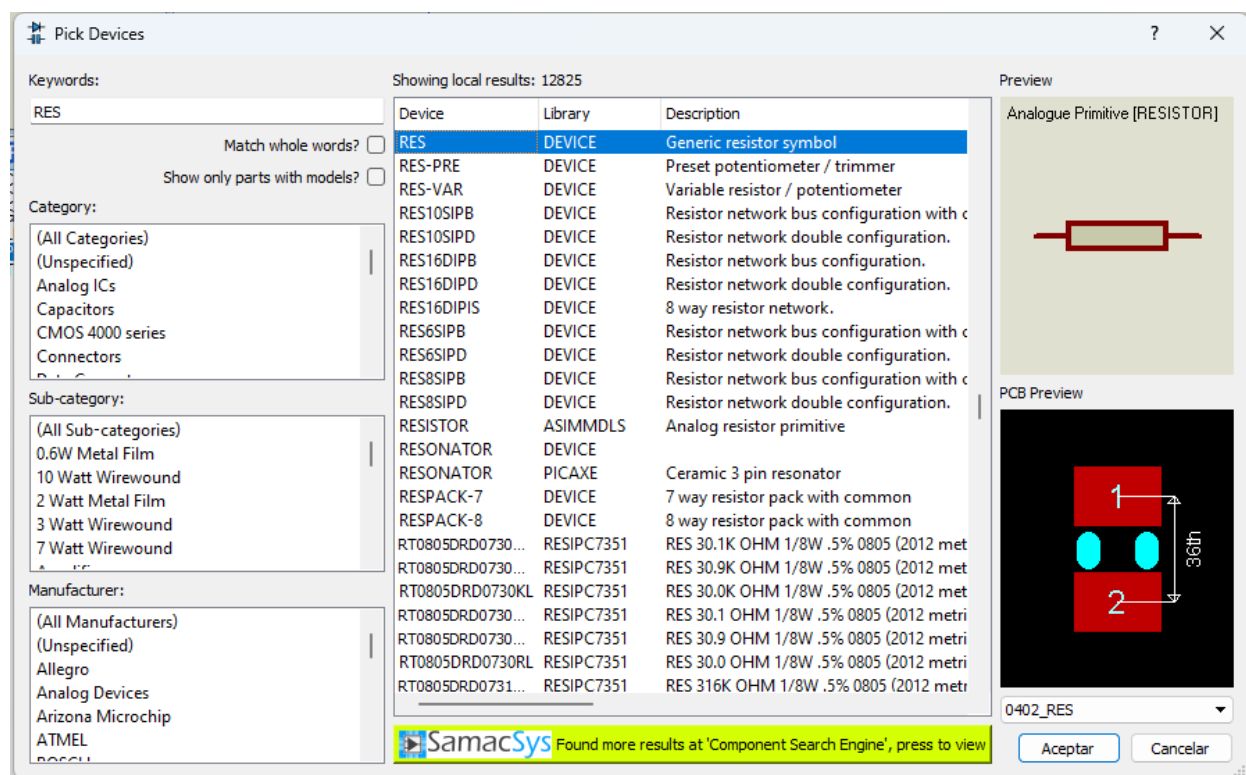 Pick Devices
?
Keywords:
RES
Match whole words?
Show only parts with models?
Category:
(All Categories)
(Unspecified)
Analog ICs
Capacitors
CMOS 4000 series
Connectors
Sub-category:
(All Sub-categories)
0.6W Metal Film
10 Watt Wirewound
2 Watt Metal Film
3 Watt Wirewound
7 Watt Wirewound
Manufacturer:
(All Manufacturers)
(Unspecified)
Allegro
Analog Devices
Arizona Microchip
ATMEL
Showing local results: 12825
Device Library Description
RES DEVICE Generic resistor symbol
RES-PRE DEVICE Preset potentiometer / trimmer
RES-VAR DEVICE Variable resistor / potentiometer
RES10SIPB DEVICE Resistor network bus configuration with c
RES10SIPD DEVICE Resistor network double configuration.
RES16DIPB DEVICE Resistor network bus configuration.
RES16DIPD DEVICE Resistor network double configuration.
RES16DIPIS DEVICE 8 way resistor network.
RES6SIPB DEVICE Resistor network bus configuration with c
RES6SIPD DEVICE Resistor network double configuration.
RES8SIPB DEVICE Resistor network bus configuration with c
RES8SIPD DEVICE Resistor network double configuration.
RESISTOR ASIMMDLS Analog resistor primitive
RESONATOR DEVICE
RESONATOR PICAXE Ceramic 3 pin resonator
RESPACK-7 DEVICE 7 way resistor pack with common
RESPACK-8 DEVICE 8 way resistor pack with common
RT0805DRD0730... RESIPC7351 RES 30.1K OHM 1/8W .5% 0805 (2012 met
RT0805DRD0730... RESIPC7351 RES 30.9K OHM 1/8W .5% 0805 (2012 met
RT0805DRD0730KL RESIPC7351 RES 30.0K OHM 1/8W .5% 0805 (2012 met
RT0805DRD0730... RESIPC7351 RES 30.1 OHM 1/8W .5% 0805 (2012 metri
RT0805DRD0730... RESIPC7351 RES 30.9 OHM 1/8W .5% 0805 (2012 metri
RT0805DRD0730RL RESIPC7351 RES 30.0 OHM 1/8W .5% 0805 (2012 metri
RT0805DRD0731... RESIPC7351 RES 316K OHM 1/8W .5% 0805 (2012 metr
SamacSys Found more results at 'Component Search Engine', press to view
Preview
Analogue Primitive [RESISTOR]
PCB Preview
1
36th
2
0402_RES
Aceptar Cancelar